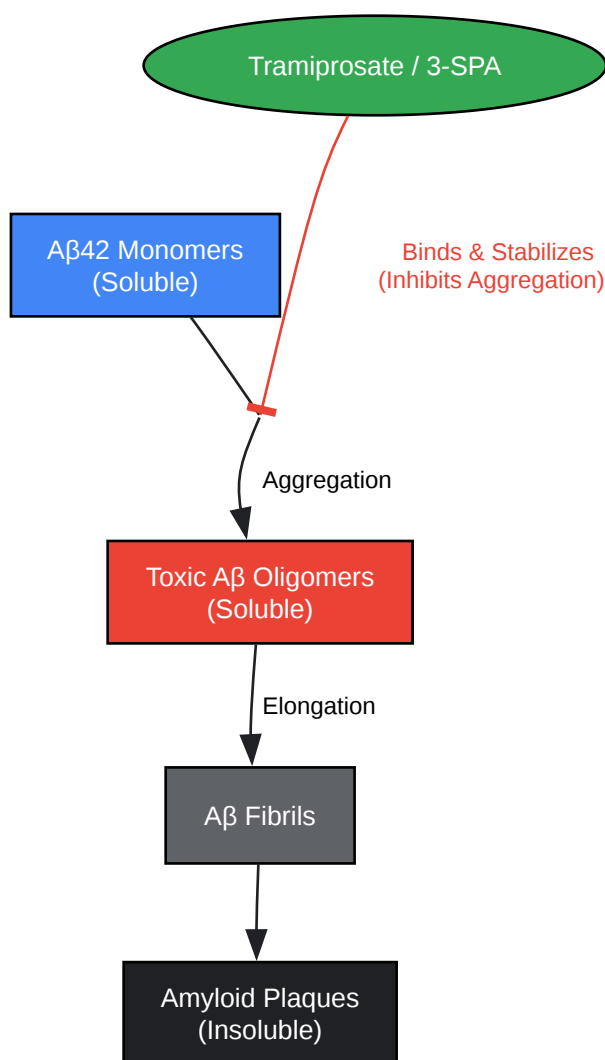 Tramiprosate / 3-SPA
Aβ42 Monomers
(Soluble)
Binds & Stabilizes
(Inhibits Aggregation)
Aggregation
Toxic Aβ Oligomers
(Soluble)
Elongation
Aβ Fibrils
Amyloid Plaques
(Insoluble)